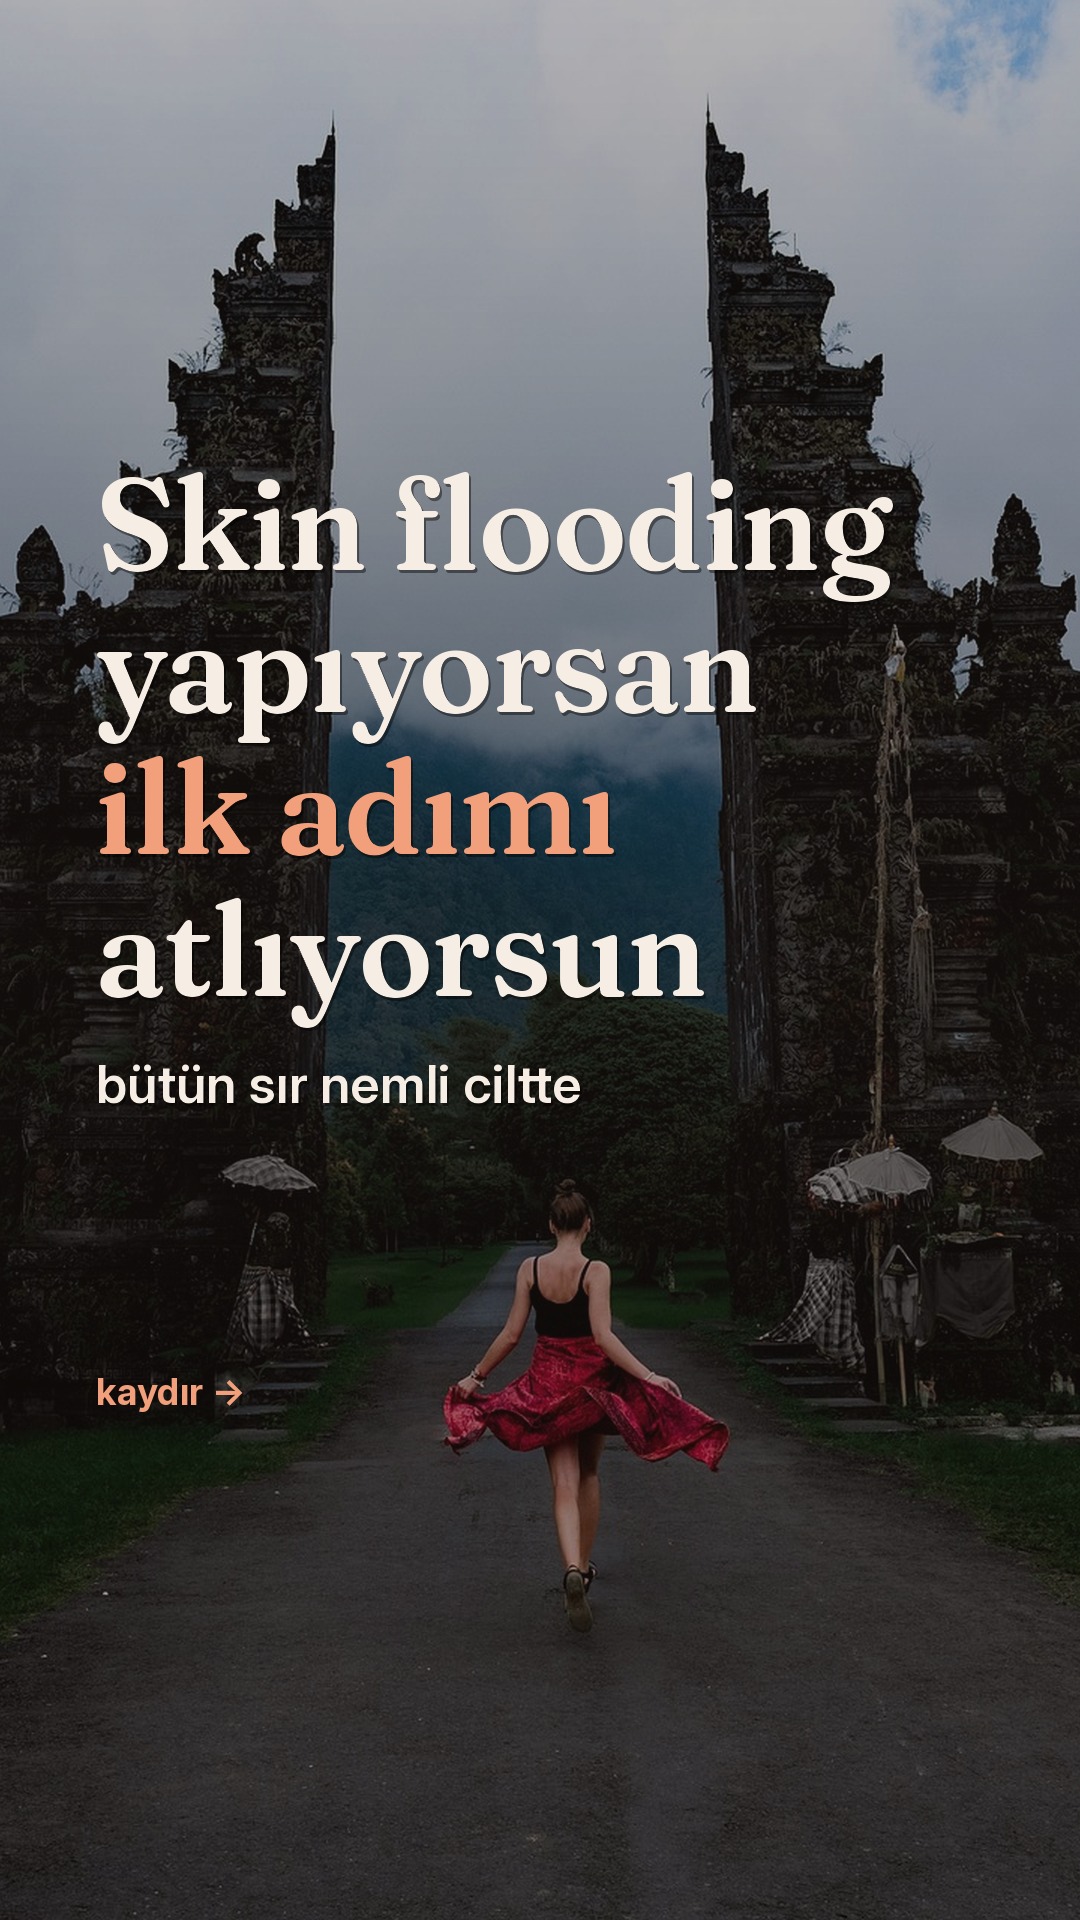 Skin flooding
yapıyorsan
ilk adımı
atlıyorsun
bütün sır nemli ciltte
kaydır →